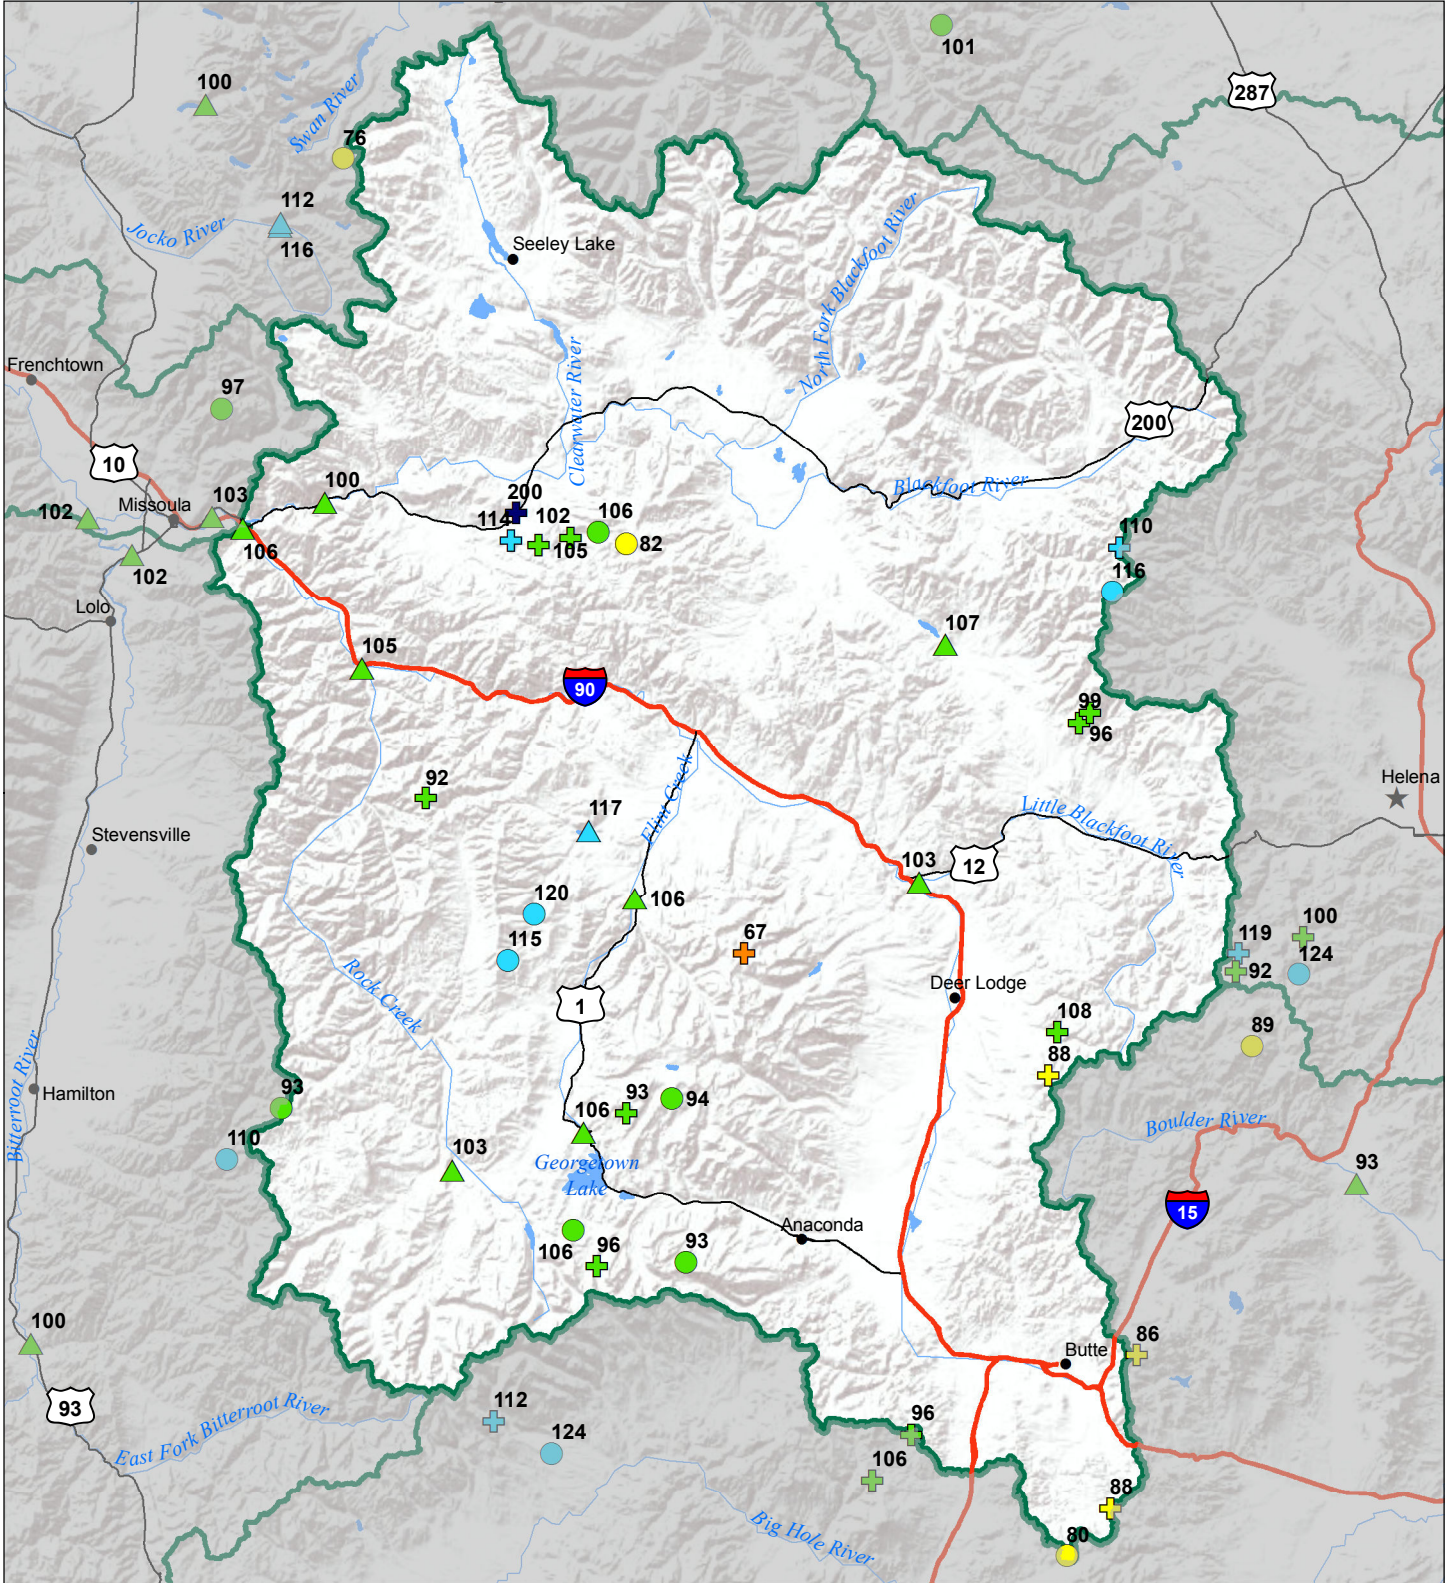 101
287
100
Swan River
76
112
Jocko River
116
Seeley Lake
North Fork Blackfoot River
Frenchtown
Clearwater River
97
200
10
100
Blackfoot River
200
103
Missoula
102
114
102
106
105
82
106
110
102
116
Lolo
107
105
90
99
96
92
Helena
Flint Creek
117
Little Blackfoot River
Stevensville
103
12
120
106
67
119
100
115
92
124
Rock Creek
Deer Lodge
1
108
89
88
Bitterroot River
Hamilton
93
93
94
106
Boulder River
110
103
Georgetown
Lake
93
15
Anaconda
106
96
93
100
86
Butte
93
112
East Fork Bitterroot River
124
96
106
88
Big Hole River
80